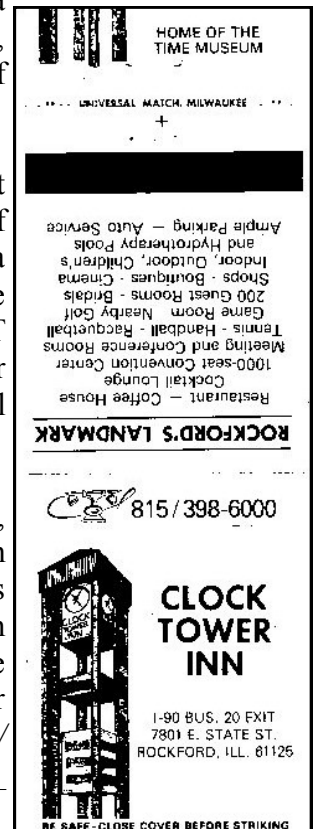 HOME OF THE
TIME MUSEUM
UNIVERSAL MATCH, MILWAUKEE
ROCKFORD'S LANDMARK
Restaurant — Coffee House
Cocktail Lounge
1000-seat Convention Center
Meeting and Conference Rooms
Tennis - Handball - Racquetball
Game Room Nearby Golf
200 Guest Rooms - Bridals
Shops - Boutiques - Cinema
Indoor, Outdoor, Children's
and Hydrotherapy Pools
Ample Parking — Auto Service
815/398-6000
CLOCK
TOWER
INN
CLOCK
TOWER
INN
I-90 BUS. 20 EXIT
7801 E. STATE ST.
ROCKFORD, ILL. 61125
BE SAFE-CLOSE COVER BEFORE STRIKING